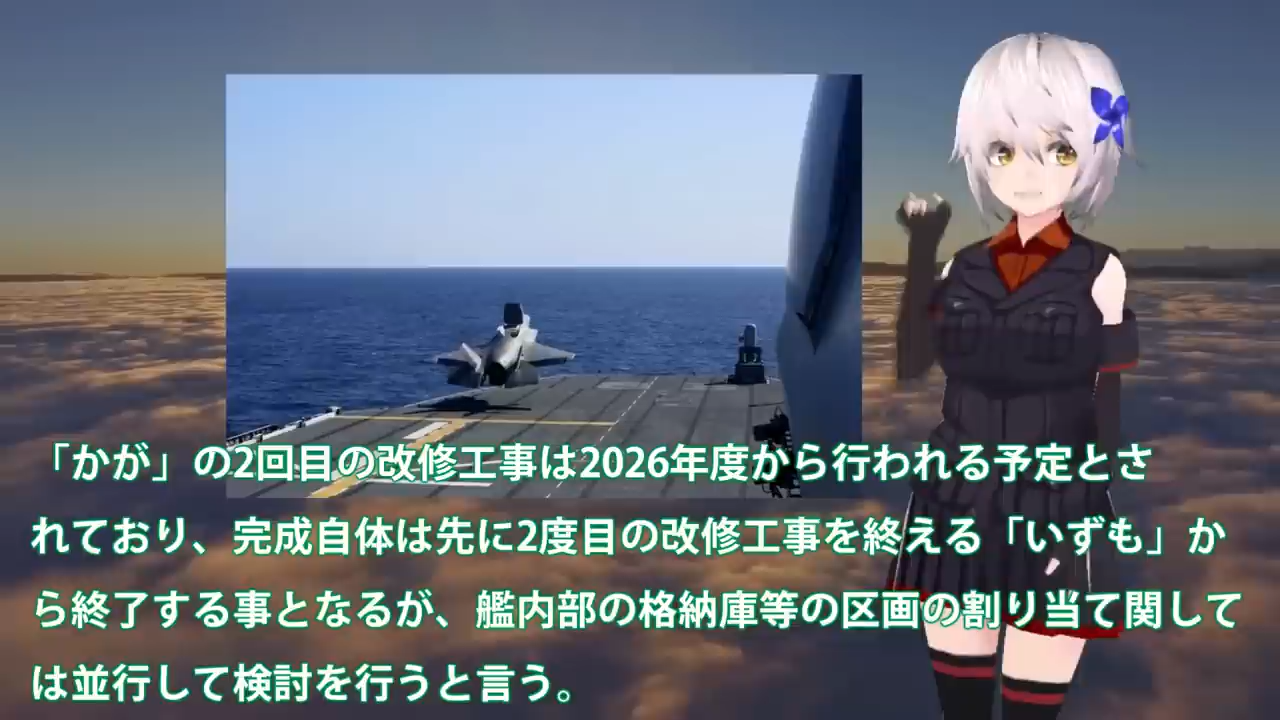 「かが」の2回目の改修工事は2026年度から行われる予定とさ
れており、完成自体は先に2度目の改修工事を終える「いずも」か
ら終了する事となるが、艦内部の格納庫等の区画の割り当て関して
は並行して検討を行うと言う。